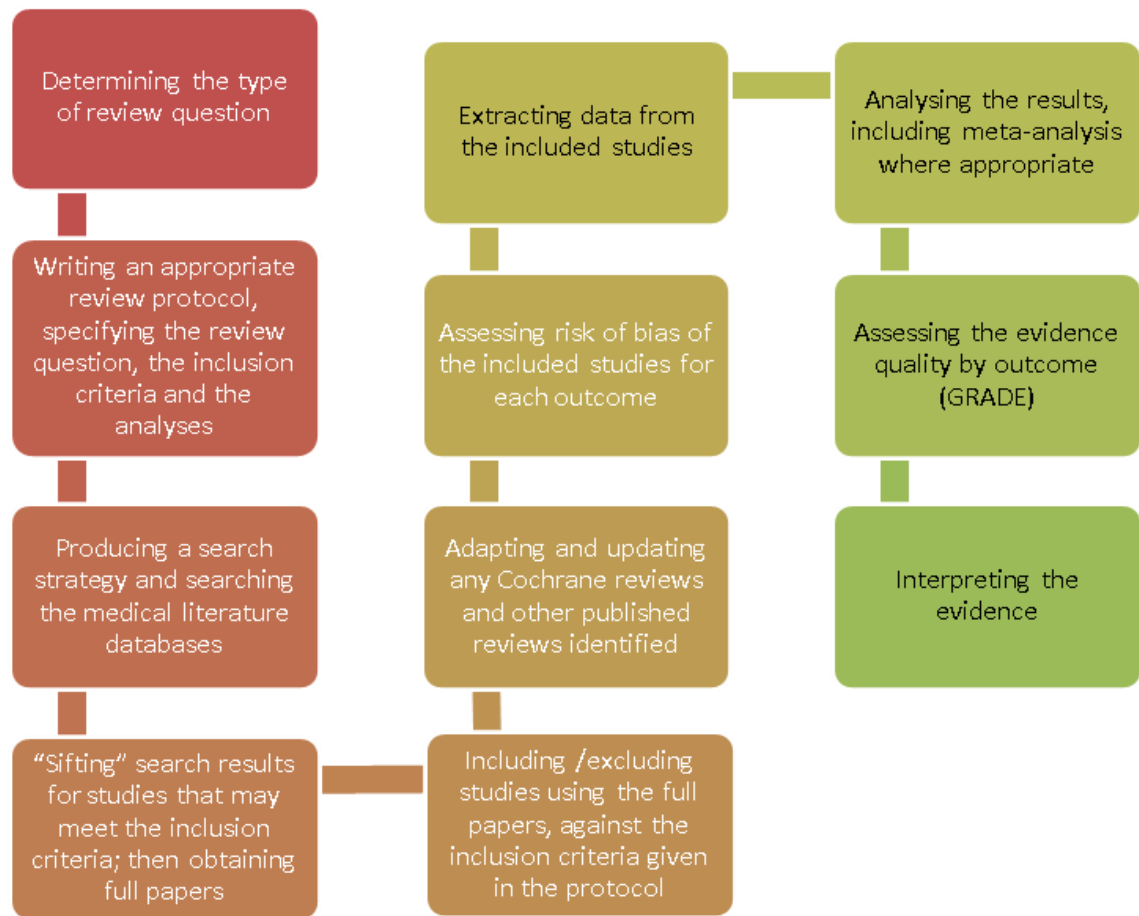 Determining the type
of review question
Writing an appropriate
review protocol,
specifying the review
question, the inclusion
criteria and the
analyses
Producing a search
strategy and searching
the medical literature
databases
“Sifting” search results
for studies that may
meet the inclusion
criteria; then obtaining
full papers
Including /excluding
studies using the full
papers, against the
inclusion criteria given
in the protocol
Adapting and updating
any Cochrane reviews
and other published
reviews identified
Assessing risk of bias of
the included studies for
each outcome
Extracting data from
the included studies
Analysing the results,
including meta-analysis
where appropriate
Assessing the evidence
quality by outcome
(GRADE)
Interpreting the
evidence